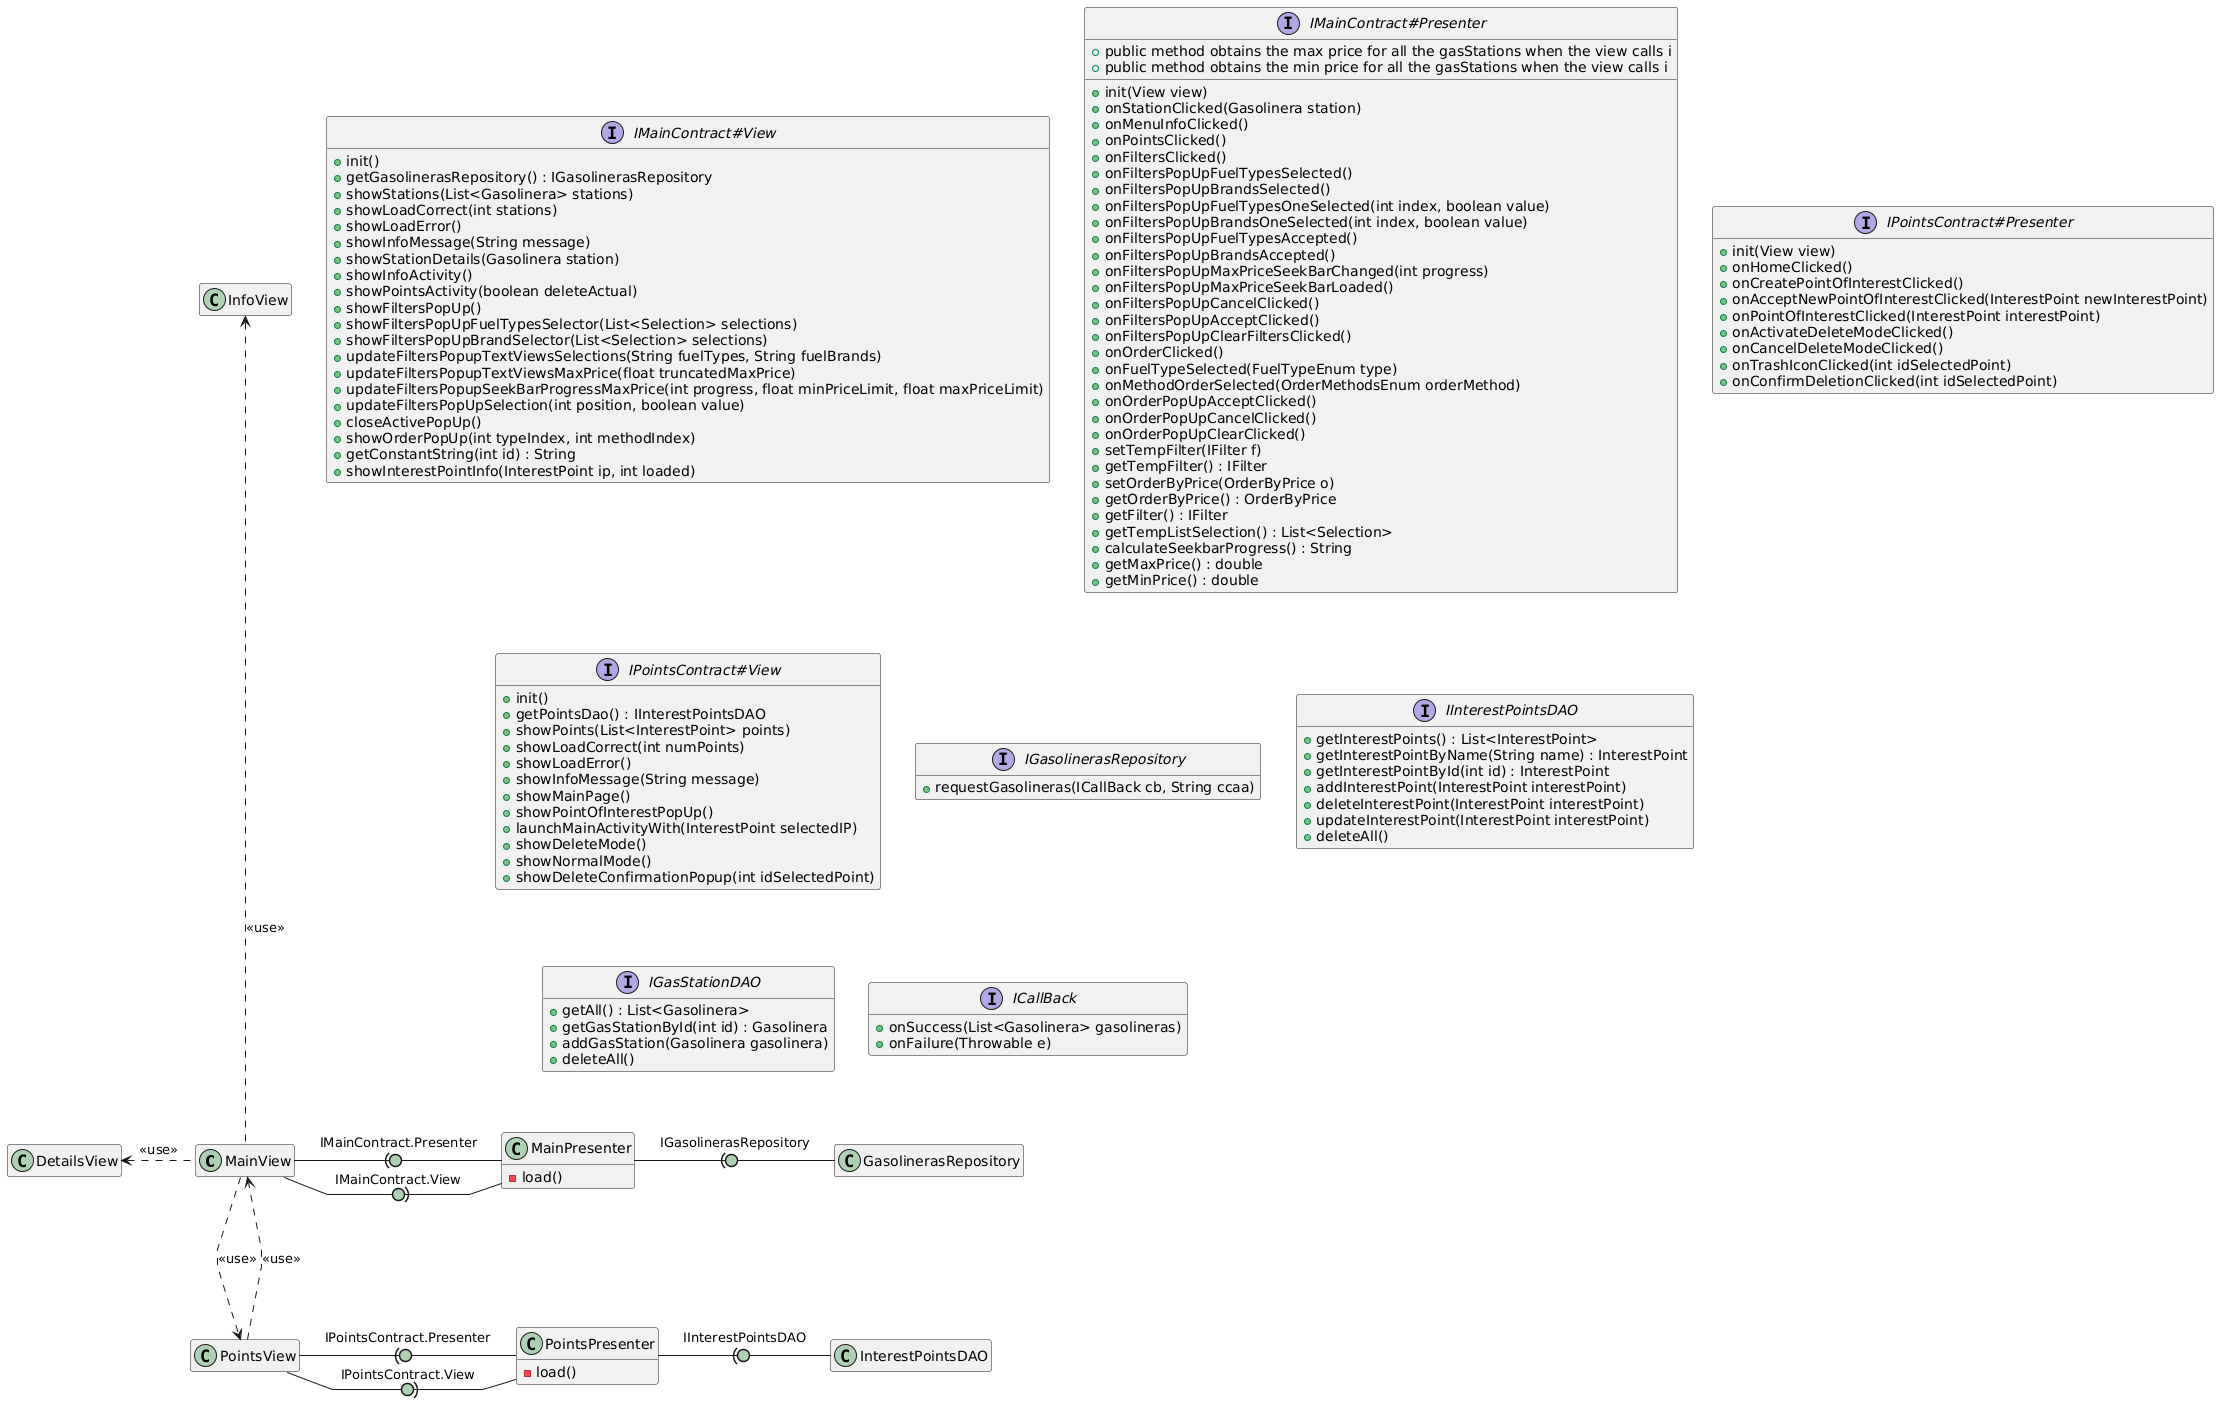 IMainContract#Presenter
public method obtains the max price for all the gasStations when the view calls i
public method obtains the min price for all the gasStations when the view calls i
init(View view)
onStationClicked(Gasolinera station)
onMenuInfoClicked()
onPointsClicked()
onFiltersClicked()
onFiltersPopUpFuelTypesSelected()
onFiltersPopUpBrandsSelected()
onFiltersPopUpFuelTypesOneSelected(int index, boolean value)
onFiltersPopUpBrandsOneSelected(int index, boolean value)
onFiltersPopUpFuelTypesAccepted()
onFiltersPopUpBrandsAccepted()
onFiltersPopUpMaxPriceSeekBarChanged(int progress)
onFiltersPopUpMaxPriceSeekBarLoaded()
onFiltersPopUpCancelClicked()
onFiltersPopUpAcceptClicked()
onFiltersPopUpClearFiltersClicked()
onOrderClicked()
onFuelTypeSelected(FuelTypeEnum type)
onMethodOrderSelected(OrderMethodsEnum orderMethod)
onOrderPopUpAcceptClicked()
onOrderPopUpCancelClicked()
onOrderPopUpClearClicked()
setTempFilter(IFilter f)
getTempFilter() : IFilter
setOrderByPrice(OrderByPrice o)
getOrderByPrice() : OrderByPrice
getFilter() : IFilter
getTempListSelection() : List<Selection>
calculateSeekbarProgress() : String
getMaxPrice() : double
getMinPrice() : double
IMainContract#View
init()
getGasolinerasRepository() : IGasolinerasRepository
showStations(List<Gasolinera> stations)
showLoadCorrect(int stations)
showLoadError()
showInfoMessage(String message)
showStationDetails(Gasolinera station)
showInfoActivity()
showPointsActivity(boolean deleteActual)
showFiltersPopUp()
showFiltersPopUpFuelTypesSelector(List<Selection> selections)
showFiltersPopUpBrandSelector(List<Selection> selections)
updateFiltersPopupTextViewsSelections(String fuelTypes, String fuelBrands)
updateFiltersPopupTextViewsMaxPrice(float truncatedMaxPrice)
updateFiltersPopupSeekBarProgressMaxPrice(int progress, float minPriceLimit, float maxPriceLimit)
updateFiltersPopUpSelection(int position, boolean value)
closeActivePopUp()
showOrderPopUp(int typeIndex, int methodIndex)
getConstantString(int id) : String
showInterestPointInfo(InterestPoint ip, int loaded)
IPointsContract#Presenter
init(View view)
onHomeClicked()
onCreatePointOfInterestClicked()
onAcceptNewPointOfInterestClicked(InterestPoint newInterestPoint)
onPointOfInterestClicked(InterestPoint interestPoint)
onActivateDeleteModeClicked()
onCancelDeleteModeClicked()
onTrashIconClicked(int idSelectedPoint)
onConfirmDeletionClicked(int idSelectedPoint)
InfoView
IPointsContract#View
init()
getPointsDao() : IInterestPointsDAO
showPoints(List<InterestPoint> points)
showLoadCorrect(int numPoints)
showLoadError()
showInfoMessage(String message)
showMainPage()
showPointOfInterestPopUp()
launchMainActivityWith(InterestPoint selectedIP)
showDeleteMode()
showNormalMode()
showDeleteConfirmationPopup(int idSelectedPoint)
IGasolinerasRepository
requestGasolineras(ICallBack cb, String ccaa)
IInterestPointsDAO
getInterestPoints() : List<InterestPoint>
getInterestPointByName(String name) : InterestPoint
getInterestPointById(int id) : InterestPoint
addInterestPoint(InterestPoint interestPoint)
deleteInterestPoint(InterestPoint interestPoint)
updateInterestPoint(InterestPoint interestPoint)
deleteAll()
«use»
IGasStationDAO
getAll() : List<Gasolinera>
getGasStationById(int id) : Gasolinera
addGasStation(Gasolinera gasolinera)
deleteAll()
ICallBack
onSuccess(List<Gasolinera> gasolineras)
onFailure(Throwable e)
DetailsView
«use»
MainView
IMainContract.Presenter
IMainContract.View
MainPresenter
load()
IGasolinerasRepository
GasolinerasRepository
«use»
«use»
PointsView
IPointsContract.Presenter
IPointsContract.View
PointsPresenter
load()
IInterestPointsDAO
InterestPointsDAO